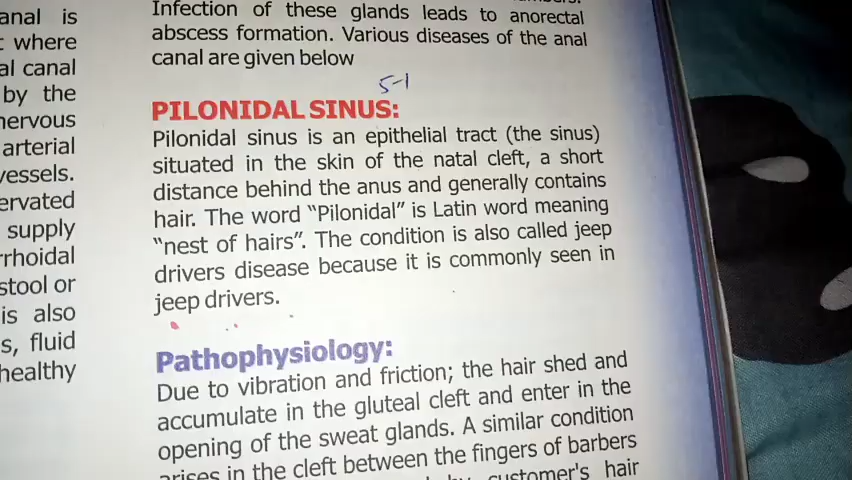 anal is
where
al canal
by the
nervous
arterial
vessels.
ervated
supply
rrhoidal
stool or
is also
s, fluid
healthy
Infection of these glands leads to anorectal
abscess formation. Various diseases of the anal
canal are given below
5-1
PILONIDAL SINUS:
Pilonidal sinus is an epithelial tract (the sinus)
situated in the skin of the natal cleft, a short
distance behind the anus and generally contains
hair. The word “Pilonidal” is Latin word meaning
“nest of hairs”. The condition is also called jeep
drivers disease because it is commonly seen in
jeep drivers.
Pathophysiology:
Due to vibration and friction; the hair shed and
accumulate in the gluteal cleft and enter in the
opening of the sweat glands. A similar condition
arises in the cleft between the fingers of barbers
customer's hair